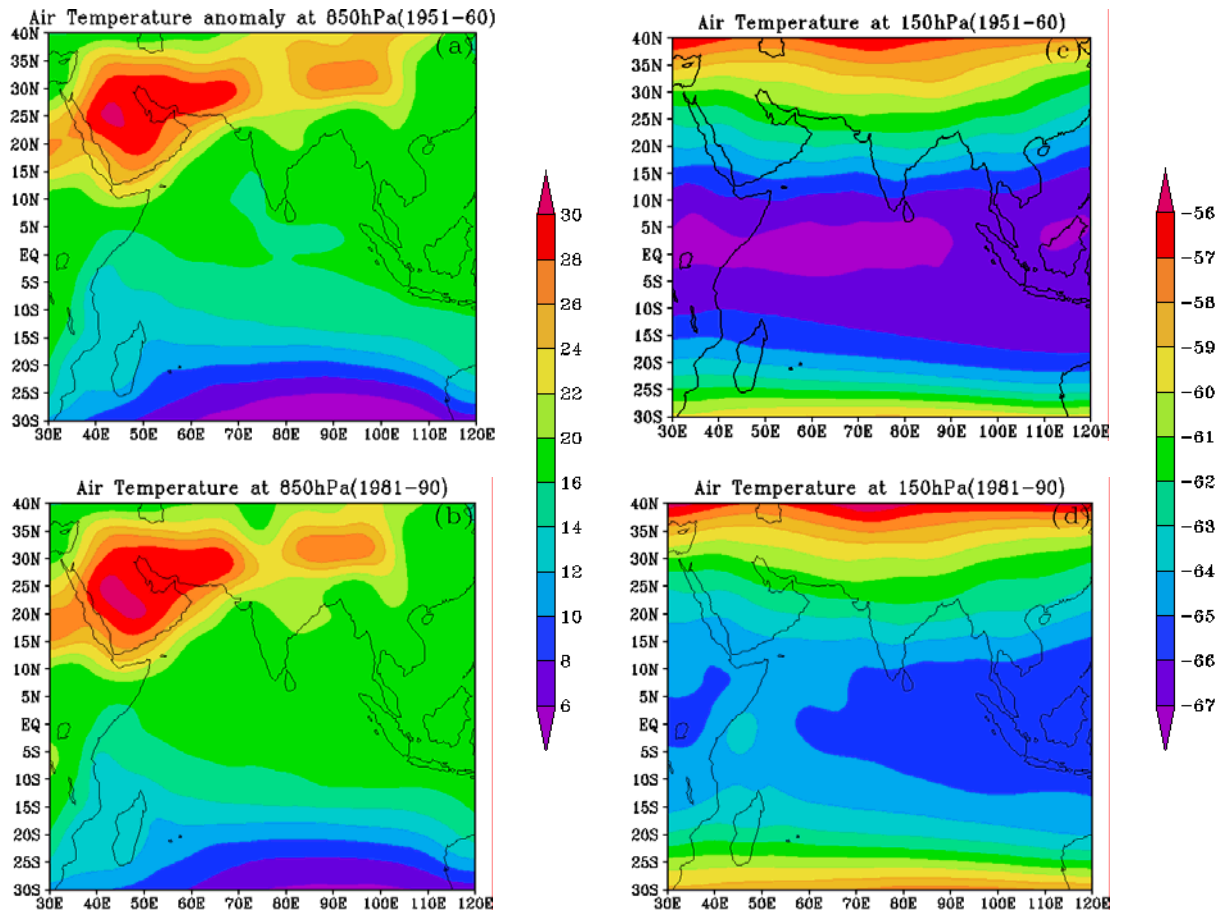 Air Temperature anomaly at 850hPa(1951-60)
(a)
40N
35N
30N
25N
20N
15N
10N
5N
EQ
5S
10S
15S
20S
25S
30S
30E 40E 50E 60E 70E 80E 90E 100E 110E 120E
30
28
26
24
22
20
16
14
12
10
8
6
Air Temperature at 150hPa(1951-60)
(c)
40N
35N
30N
25N
20N
15N
10N
5N
EQ
5S
10S
15S
20S
25S
30S
30E 40E 50E 60E 70E 80E 90E 100E 110E 120E
-56
-57
-58
-59
-60
-61
-62
-63
-64
-65
-66
-67
Air Temperature at 850hPa(1981-90)
(b)
40N
35N
30N
25N
20N
15N
10N
5N
EQ
5S
10S
15S
20S
25S
30S
30E 40E 50E 60E 70E 80E 90E 100E 110E 120E
Air Temperature at 150hPa(1981-90)
(d)
40N
35N
30N
25N
20N
15N
10N
5N
EQ
5S
10S
15S
20S
25S
30S
30E 40E 50E 60E 70E 80E 90E 100E 110E 120E